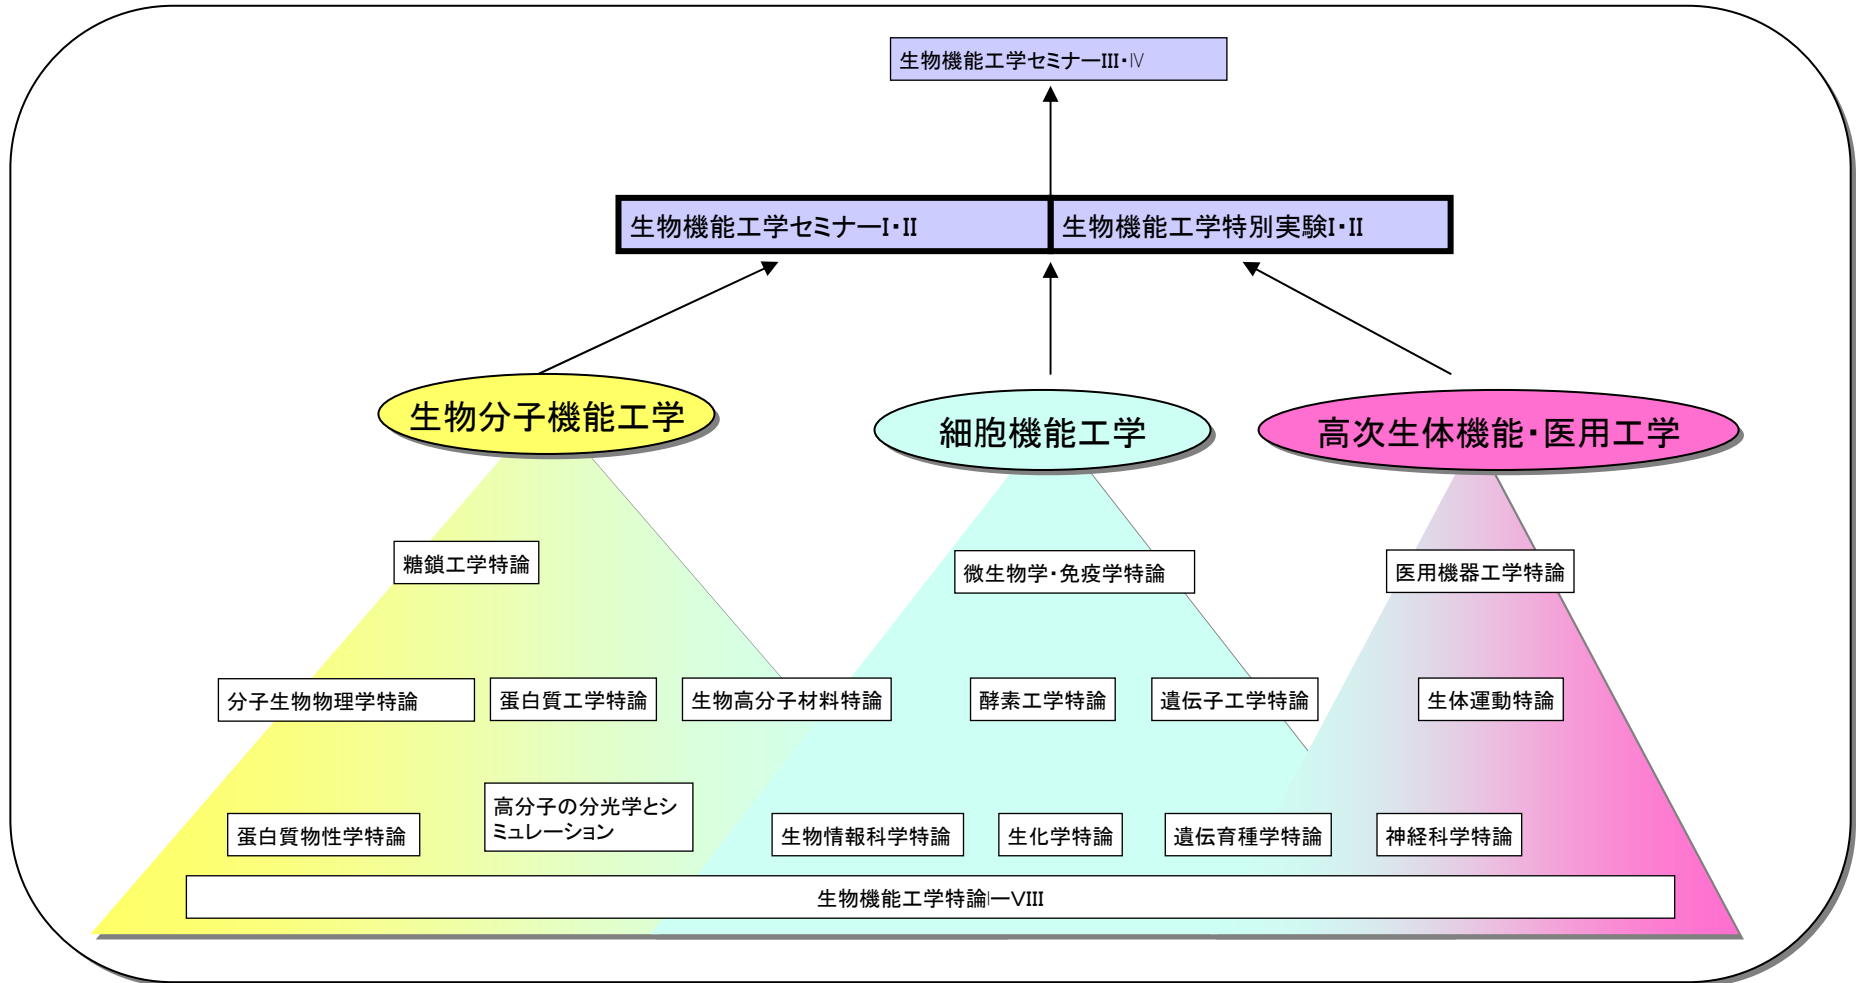 生物機能工学セミナーIII・IV
生物機能工学セミナーI・II
生物機能工学特別実験I・II
生物分子機能工学
細胞機能工学
高次生体機能・医用工学
糖鎖工学特論
微生物学・免疫学特論
医用機器工学特論
分子生物物理学特論
蛋白質工学特論
生物高分子材料特論
酵素工学特論
遺伝子工学特論
生体運動特論
蛋白質物性学特論
高分子の分光学とシ
ミュレーション
生物情報科学特論
生化学特論
遺伝育種学特論
神経科学特論
生物機能工学特論I―VIII